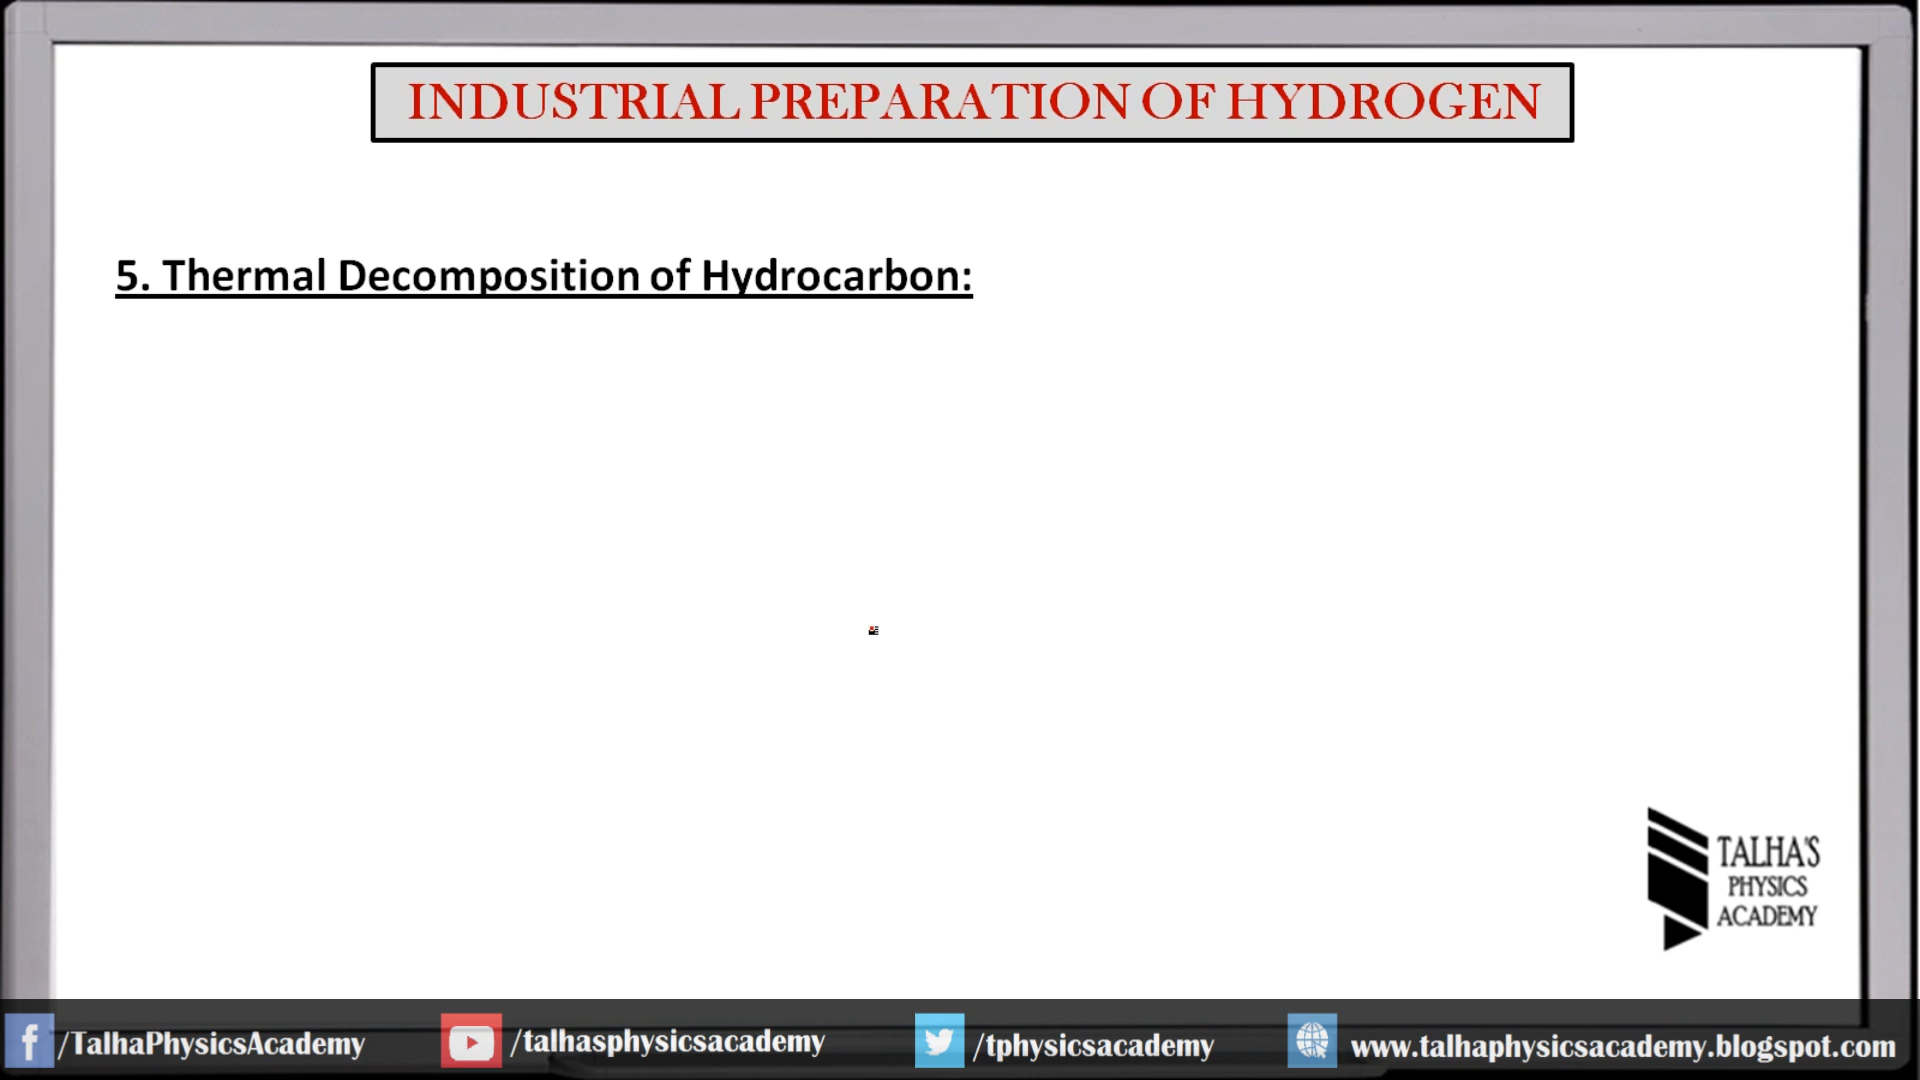 INDUSTRIAL PREPARATION OF HYDROGEN
5. Thermal Decomposition of Hydrocarbon:
TALHA'S
PHYSICS
ACADEMY
/TalhaPhysicsAcademy /talhasphysicsacademy /tphysicsacademy www.talhaphysicsacademy.blogspot.com